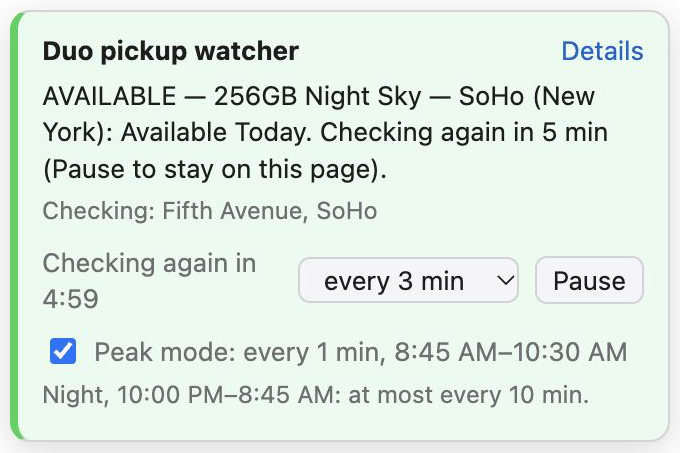 Duo pickup watcher
Details
AVAILABLE — 256GB Night Sky — SoHo (New
York): Available Today. Checking again in 5 min
(Pause to stay on this page).
Checking: Fifth Avenue, SoHo
Checking again in
4:59
every 3 min
Pause
Peak mode: every 1 min, 8:45 AM–10:30 AM
Night, 10:00 PM–8:45 AM: at most every 10 min.